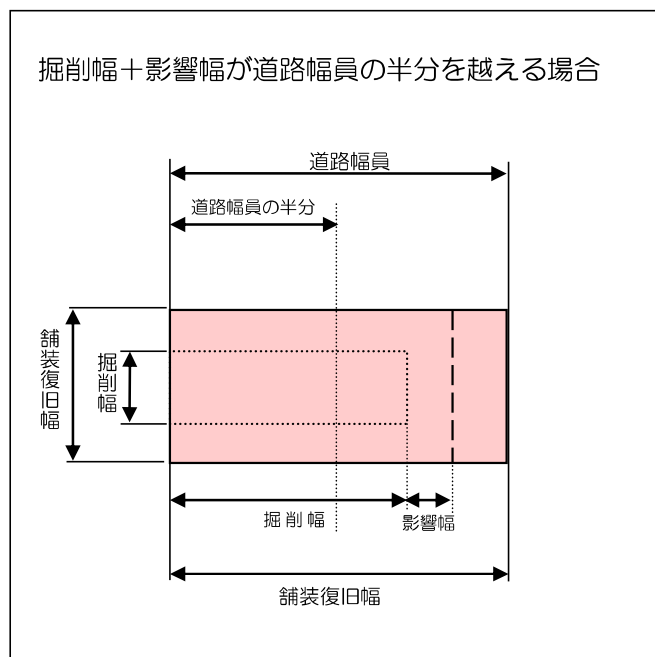 掘削幅＋影響幅が道路幅員の半分を越える場合
道路幅員
道路幅員の半分
舗装復旧幅
掘削幅
掘削幅
影響幅
舗装復旧幅